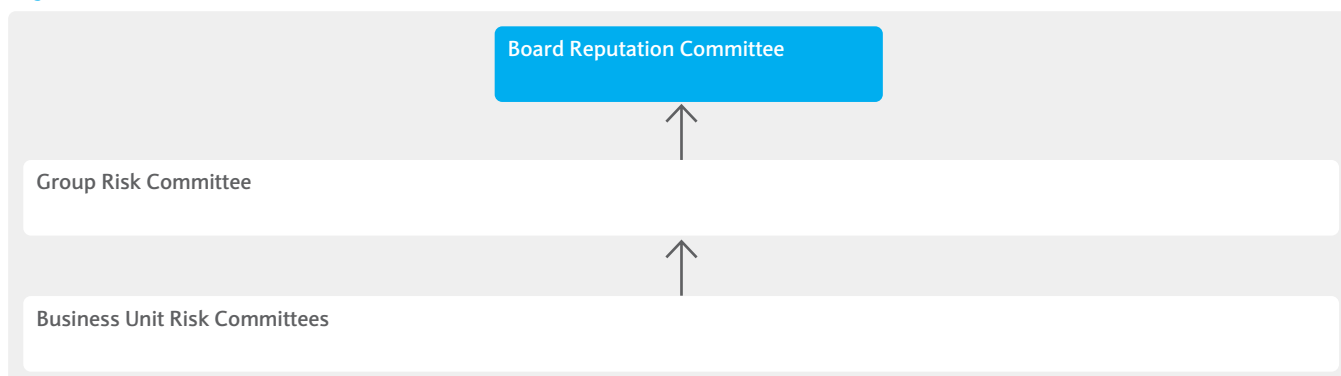 Board Reputation Committee
Group Risk Committee
Business Unit Risk Committees